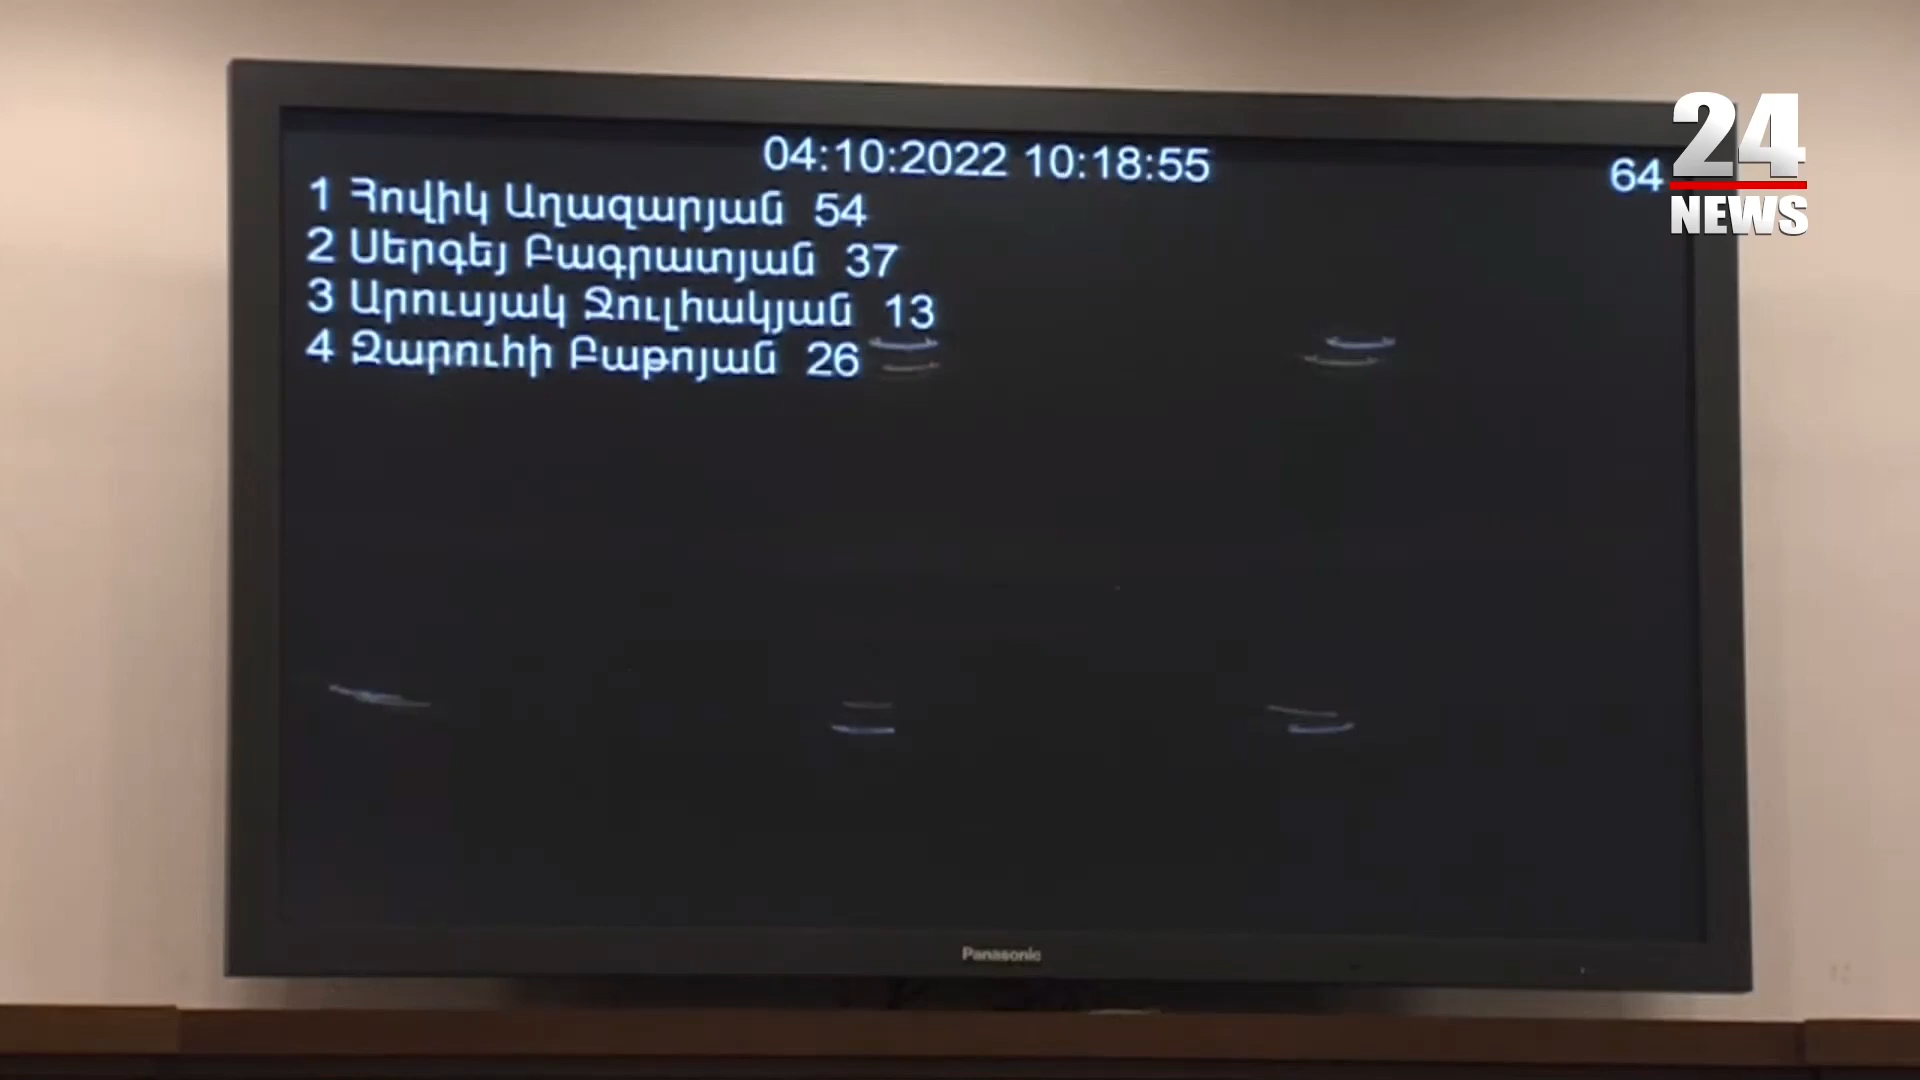 04:10:2022 10:18:55
64
1 Հովիկ Աղազարյան 54
2 Սերգեյ Բագրատյան 37
3 Արուսյակ Ջուլհակյան 13
4 Զարուհի Բաթոյան 26
24
NEWS
Panasonic